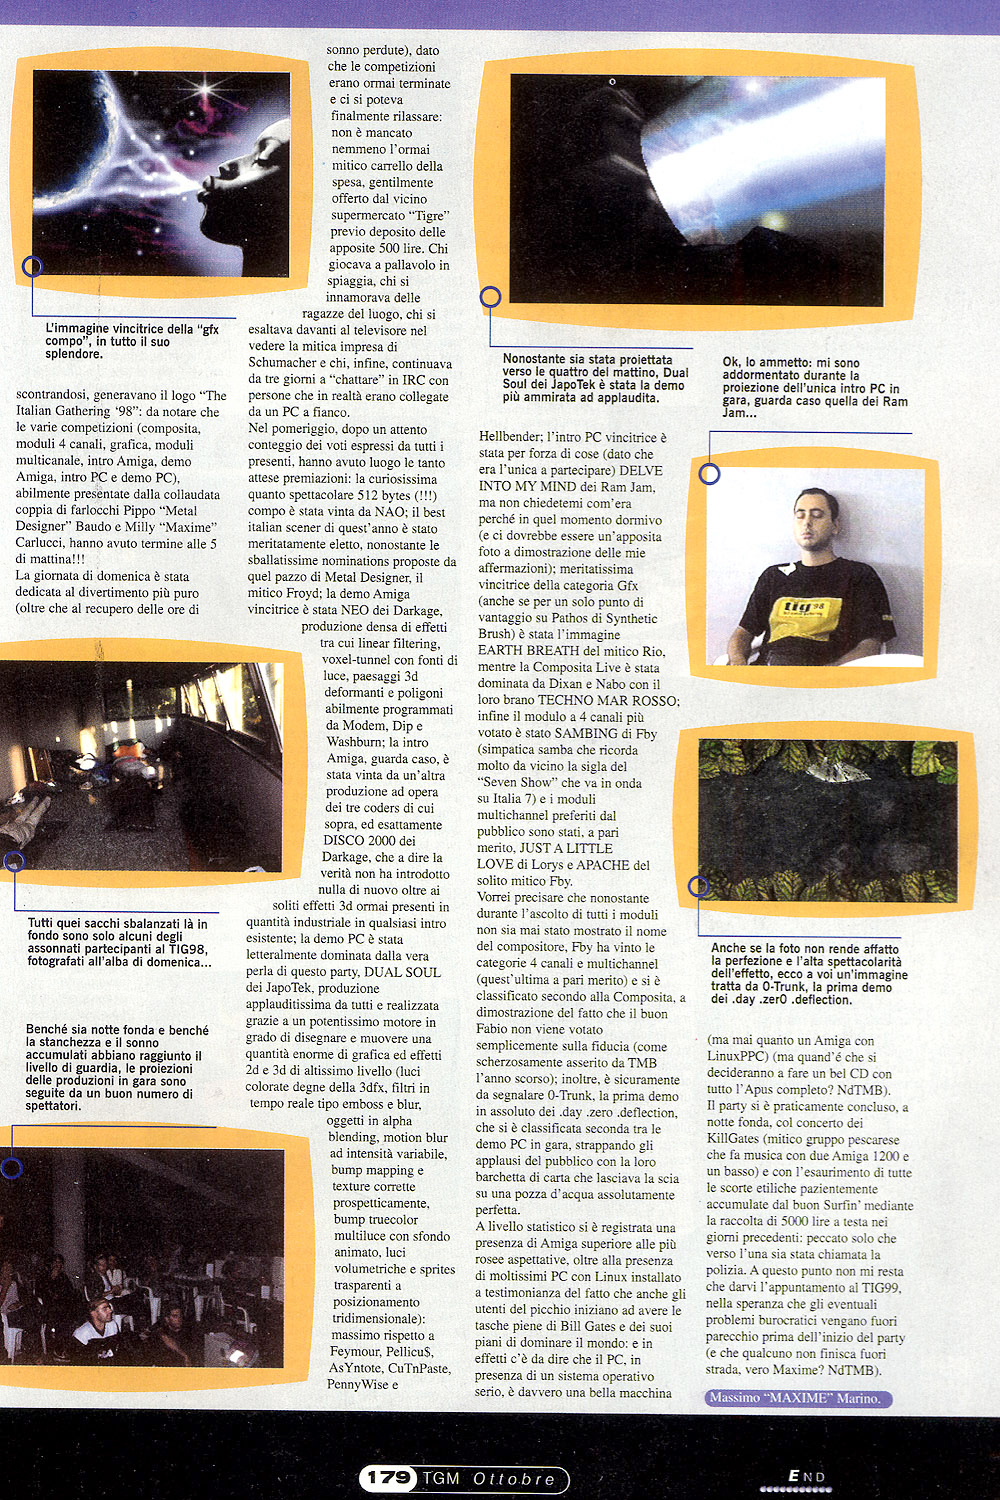 L'immagine vincitrice della "gfx
compo", in tutto il suo
splendore.
scontrandosi, generavano il logo "The
Italian Gathering '98": da notare che
le varie competizioni (composita,
moduli 4 canali, grafica, moduli
multicanale, intro Amiga, demo
Amiga, intro PC e demo PC),
abilmente presentate dalla collaudata
coppia di farlocchi Pippo "Metal
Designer" Baudo e Milly "Maxime"
Carlucci, hanno avuto termine alle 5
di mattina!!!
La giornata di domenica è stata
dedicata al divertimento più puro
(oltre che al recupero delle ore di
Tutti quei sacchi sbalanzati là in
fondo sono solo alcuni degli
assonnati partecipanti al TIG98,
fotografati all'alba di domenica...
Benché sia notte fonda e benché
la stanchezza e il sonno
accumulati abbiano raggiunto il
livello di guardia, le proiezioni
delle produzioni in gara sono
seguite da un buon numero di
spettatori.
sonno perdute), dato
che le competizioni
erano ormai terminate
e ci si poteva
finalmente rilassare:
non è mancato
nemmeno l'ormai
mitico carrello della
spesa, gentilmente
offerto dal vicino
supermercato "Tigre"
previo deposito delle
apposite 500 lire. Chi
giocava a pallavolo in
spiaggia, chi si
innamorava delle
ragazze del luogo, chi si
esaltava davanti al televisore nel
vedere la mitica impresa di
Schumacher e chi, infine, continuava
da tre giorni a "chattare" in IRC con
persone che in realtà erano collegate
da un PC a fianco.
Nel pomeriggio, dopo un attento
conteggio dei voti espressi da tutti i
presenti, hanno avuto luogo le tanto
attese premiazioni: la curiosissima
quanto spettacolare 512 bytes (!!!)
compo è stata vinta da NAO; il best
italian scener di quest'anno è stato
meritatamente eletto, nonostante le
sballatissime nominations proposte da
quel pazzo di Metal Designer, il
mitico Froyd; la demo Amiga
vincitrice è stata NEO dei Darkage,
produzione densa di effetti
tra cui linear filtering,
voxel-tunnel con fonti di
luce, paesaggi 3d
deformanti e poligoni
abilmente programmati
da Modem, Dip e
Washburn; la intro
Amiga, guarda caso, è
stata vinta da un'altra
produzione ad opera
dei tre coders di cui
sopra, ed esattamente
DISCO 2000 dei
Darkage, che a dire la
verità non ha introdotto
nulla di nuovo oltre ai
soliti effetti 3d ormai presenti in
quantità industriale in qualsiasi intro
esistente; la demo PC è stata
letteralmente dominata dalla vera
perla di questo party, DUAL SOUL
dei JapoTek, produzione
applauditissima da tutti e realizzata
grazie a un potentissimo motore in
grado di disegnare e muovere una
quantità enorme di grafica ed effetti
2d e 3d di altissimo livello (luci
colorate degne della 3dfx, filtri in
tempo reale tipo emboss e blur,
oggetti in alpha
blending, motion blur
ad intensità variabile,
bump mapping e
texture corrette
prospetticamente,
bump truecolor
multiluce con sfondo
animato, luci
volumetriche e sprites
trasparenti a
posizionamento
tridimensionale):
massimo rispetto a
Feymour, Pellicu$,
AsYntote, CuTnPaste,
PennyWise e
Nonostante sia stata proiettata
verso le quattro del mattino, Dual
Soul dei JapoTek è stata la demo
più ammirata ad applaudita.
Hellbender; l'intro PC vincitrice è
stata per forza di cose (dato che
era l'unica a partecipare) DELVE
INTO MY MIND dei Ram Jam,
ma non chiedetemi com'era
perché in quel momento dormivo
(e ci dovrebbe essere un'apposita
foto a dimostrazione delle mie
affermazioni); meritatissima
vincitrice della categoria Gfx
(anche se per un solo punto di
vantaggio su Pathos di Synthetic
Brush) è stata l'immagine
EARTH BREATH del mitico Rio,
mentre la Composita Live è stata
dominata da Dixan e Nabo con il
loro brano TECHNO MAR ROSSO;
infine il modulo a 4 canali più
votato è stato SAMBING di Fby
(simpatica samba che ricorda
molto da vicino la sigla del
"Seven Show" che va in onda
su Italia 7) e i moduli
multichannel preferiti dal
pubblico sono stati, a pari
merito, JUST A LITTLE
LOVE di Lorys e APACHE del
solito mitico Fby.
Vorrei precisare che nonostante
durante l'ascolto di tutti i moduli
non sia mai stato mostrato il nome
del compositore, Fby ha vinto le
categorie 4 canali e multichannel
(quest'ultima a pari merito) e si è
classificato secondo alla Composita, a
dimostrazione del fatto che il buon
Fabio non viene votato
semplicemente sulla fiducia (come
scherzosamente asserito da TMB
l'anno scorso); inoltre, è sicuramente
da segnalare 0-Trunk, la prima demo
in assoluto dei .day .zero .deflection,
che si è classificata seconda tra le
demo PC in gara, strappando gli
applausi del pubblico con la loro
barchetta di carta che lasciava la scia
su una pozza d'acqua assolutamente
perfetta.
A livello statistico si è registrata una
presenza di Amiga superiore alle più
rosee aspettative, oltre alla presenza
di moltissimi PC con Linux installato
a testimonianza del fatto che anche gli
utenti del picchio iniziano ad avere le
tasche piene di Bill Gates e dei suoi
piani di dominare il mondo: e in
effetti c'è da dire che il PC, in
presenza di un sistema operativo
serio, è davvero una bella macchina
Ok, lo ammetto: mi sono
addormentato durante la
proiezione dell'unica intro PC in
gara, guarda caso quella dei Ram
Jam...
tig'98
Anche se la foto non rende affatto
la perfezione e l'alta spettacolarità
dell'effetto, ecco a voi un'immagine
tratta da 0-Trunk, la prima demo
dei .day .zer0 .deflection.
(ma mai quanto un Amiga con
LinuxPPC) (ma quand'é che si
decideranno a fare un bel CD con
tutto l'Apus completo? NdTMB).
Il party si è praticamente concluso, a
notte fonda, col concerto dei
KillGates (mitico gruppo pescarese
che fa musica con due Amiga 1200 e
un basso) e con l'esaurimento di tutte
le scorte etiliche pazientemente
accumulate dal buon Surfin' mediante
la raccolta di 5000 lire a testa nei
giorni precedenti: peccato solo che
verso l'una sia stata chiamata la
polizia. A questo punto non mi resta
che darvi l'appuntamento al TIG99,
nella speranza che gli eventuali
problemi burocratici vengano fuori
parecchio prima dell'inizio del party
(e che qualcuno non finisca fuori
strada, vero Maxime? NdTMB).
Massimo "MAXIME" Marino.
179 TGM Ottobre
END